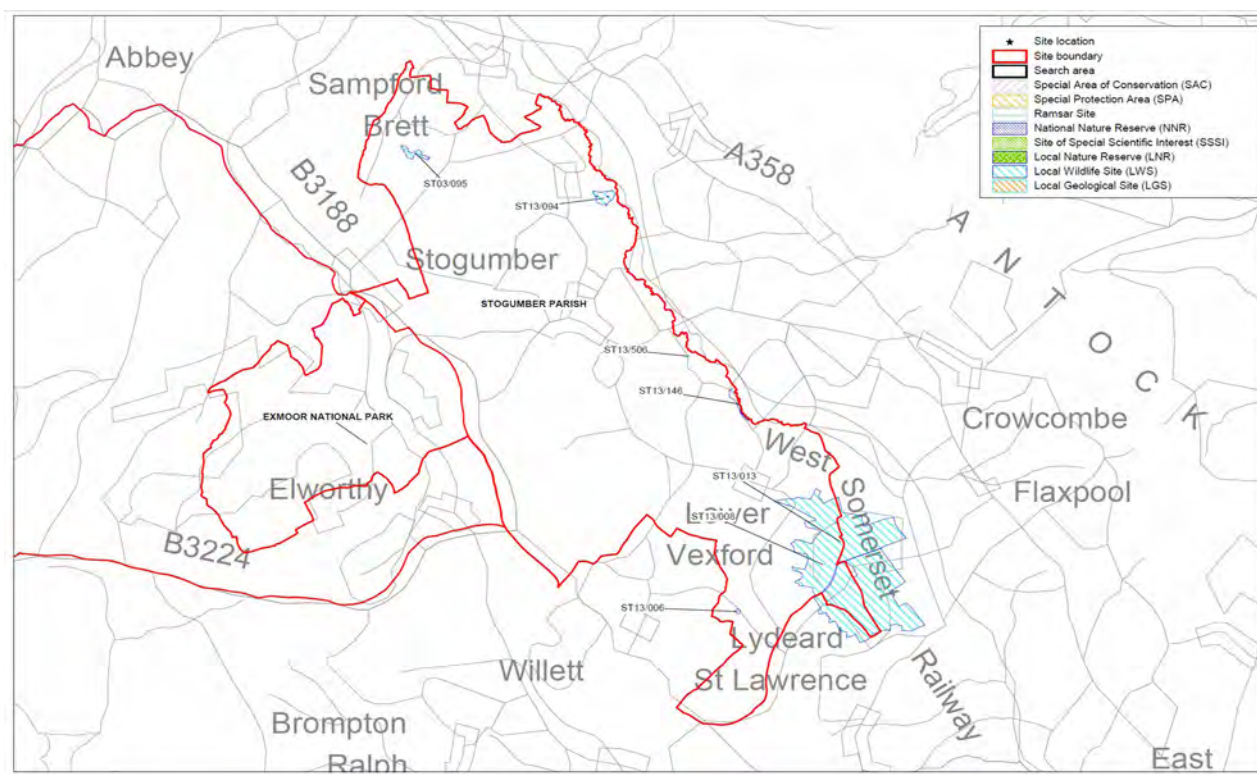 Abbey
Sampford
Brett
B3188
ST03/095
ST13/094
A358
Stogumber
STOGUMBER PARISH
ANTOCK
ST13/506
ST13/146
EXMOOR NATIONAL PARK
Crowcombe
West Somerset Railway
Elworthy
ST13/013
Flaxpool
ST13/008
Lower
Vexford
B3224
ST13/006
Lydeard
St Lawrence
Willett
Brompton
Ralph
East
Site location
Site boundary
Search area
Special Area of Conservation (SAC)
Special Protection Area (SPA)
Ramsar Site
National Nature Reserve (NNR)
Site of Special Scientific Interest (SSSI)
Local Nature Reserve (LNR)
Local Wildlife Site (LWS)
Local Geological Site (LGS)